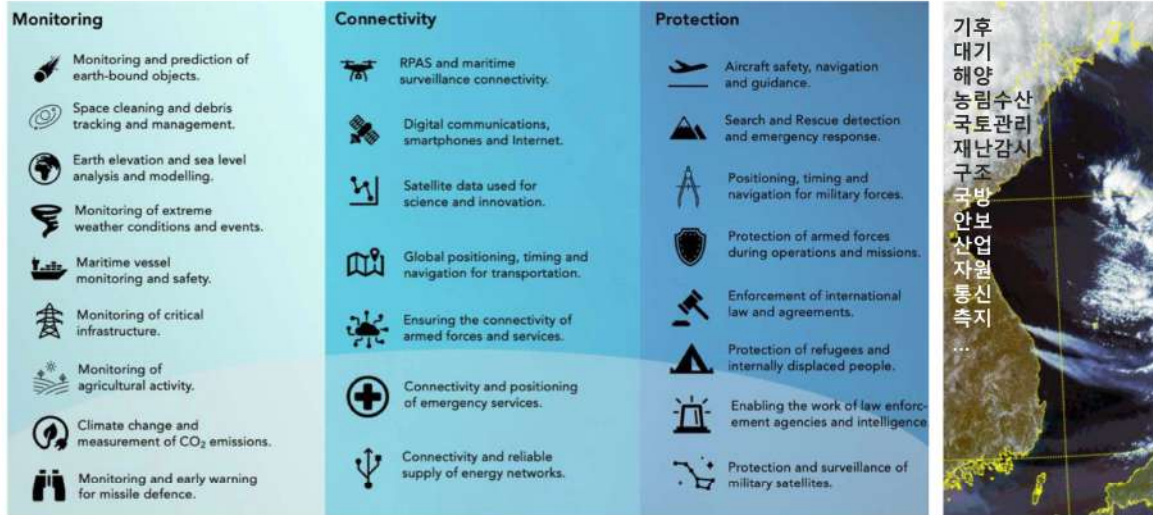 Monitoring
Monitoring and prediction of
earth-bound objects.
Space cleaning and debris
tracking and management.
Earth elevation and sea level
analysis and modelling.
Monitoring of extreme
weather conditions and events.
Maritime vessel
monitoring and safety.
Monitoring of critical
infrastructure.
Monitoring of
agricultural activity.
Climate change and
measurement of CO₂ emissions.
Monitoring and early warning
for missile defence.
Connectivity
RPAS and maritime
surveillance connectivity.
Digital communications,
smartphones and Internet.
Satellite data used for
science and innovation.
Global positioning, timing and
navigation for transportation.
Ensuring the connectivity of
armed forces and services.
Connectivity and positioning
of emergency services.
Connectivity and reliable
supply of energy networks.
Protection
Aircraft safety, navigation
and guidance.
Search and Rescue detection
and emergency response.
Positioning, timing and
navigation for military forces.
Protection of armed forces
during operations and missions.
Enforcement of international
law and agreements.
Protection of refugees and
internally displaced people.
Enabling the work of law enforc-
ement agencies and intelligence
Protection and surveillance of
military satellites.
기후
대기
해양
농림수산
국토관리
재난감시
구조
국방
안보
산업
자원
통신
측지
...